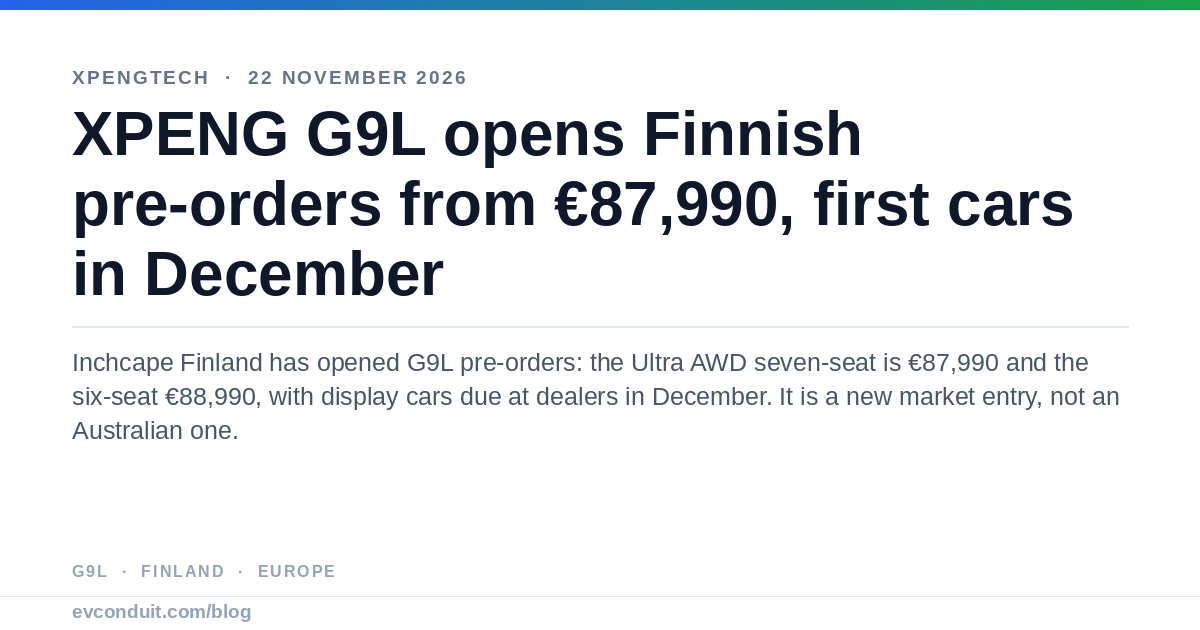 XPENGTECH · 22 NOVEMBER 2026
XPENG G9L opens Finnish
pre-orders from €87,990, first cars
in December
Inchcape Finland has opened G9L pre-orders: the Ultra AWD seven-seat is €87,990 and the
six-seat €88,990, with display cars due at dealers in December. It is a new market entry, not an
Australian one.
G9L · FINLAND · EUROPE
evconduit.com/blog